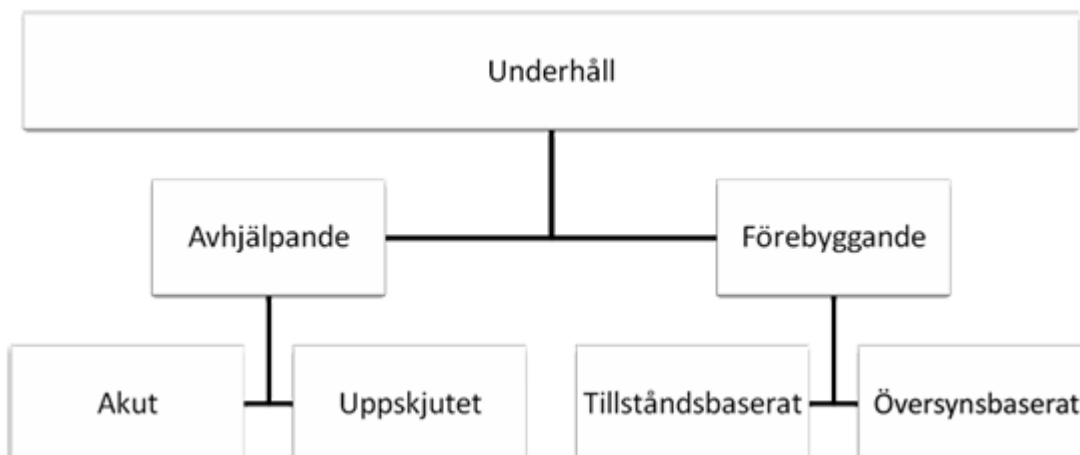 Underhåll
Avhjälpande
Förebyggande
Akut
Uppskjutet
Tillståndsbaserat
Översynsbaserat